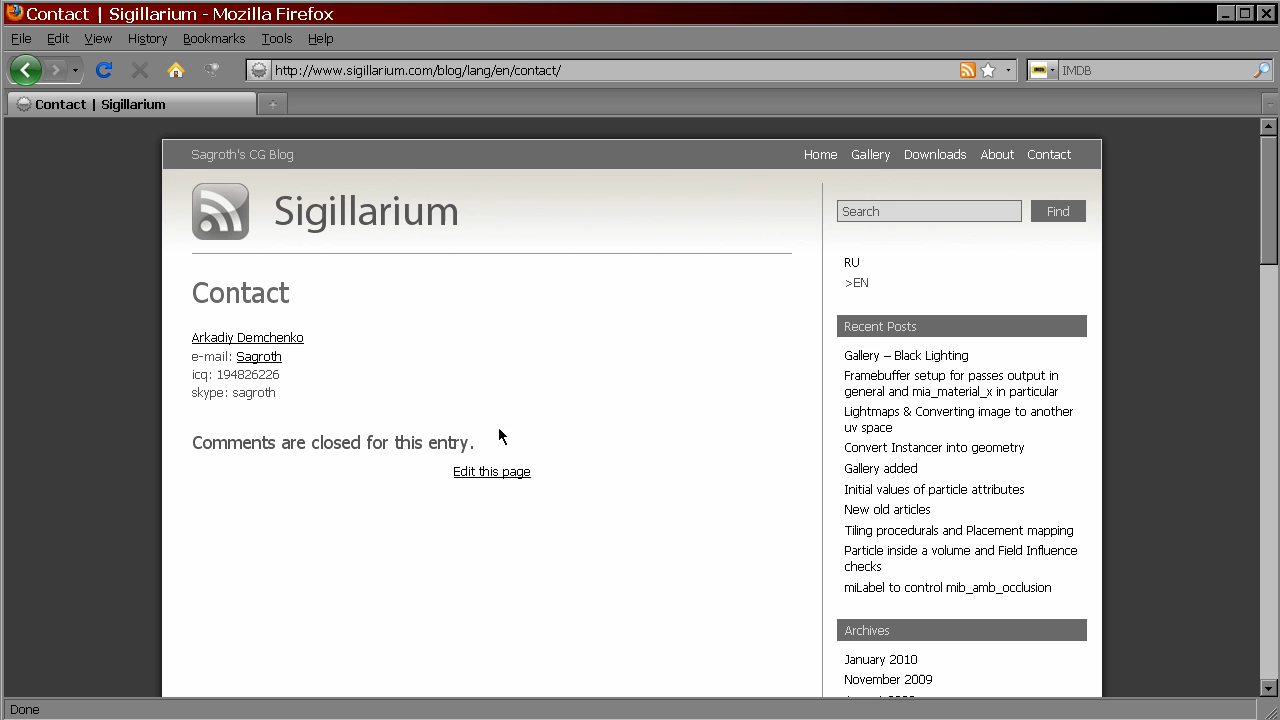 Contact | Sigillarium - Mozilla Firefox
File Edit View History Bookmarks Tools Help
http://www.sigillarium.com/blog/lang/en/contact/
IMDB
Contact | Sigillarium
Sagroth's CG Blog
Home Gallery Downloads About Contact
Sigillarium
Search
Find
RU
>EN
Contact
Arkadiy Demchenko
e-mail: Sagroth
icq: 194826226
skype: sagroth
Comments are closed for this entry.
Edit this page
Recent Posts
Gallery – Black Lighting
Framebuffer setup for passes output in
general and mia_material_x in particular
Lightmaps & Converting image to another
uv space
Convert Instancer into geometry
Gallery added
Initial values of particle attributes
New old articles
Tiling procedurals and Placement mapping
Particle inside a volume and Field Influence
checks
miLabel to control mib_amb_occlusion
Archives
January 2010
November 2009
Done